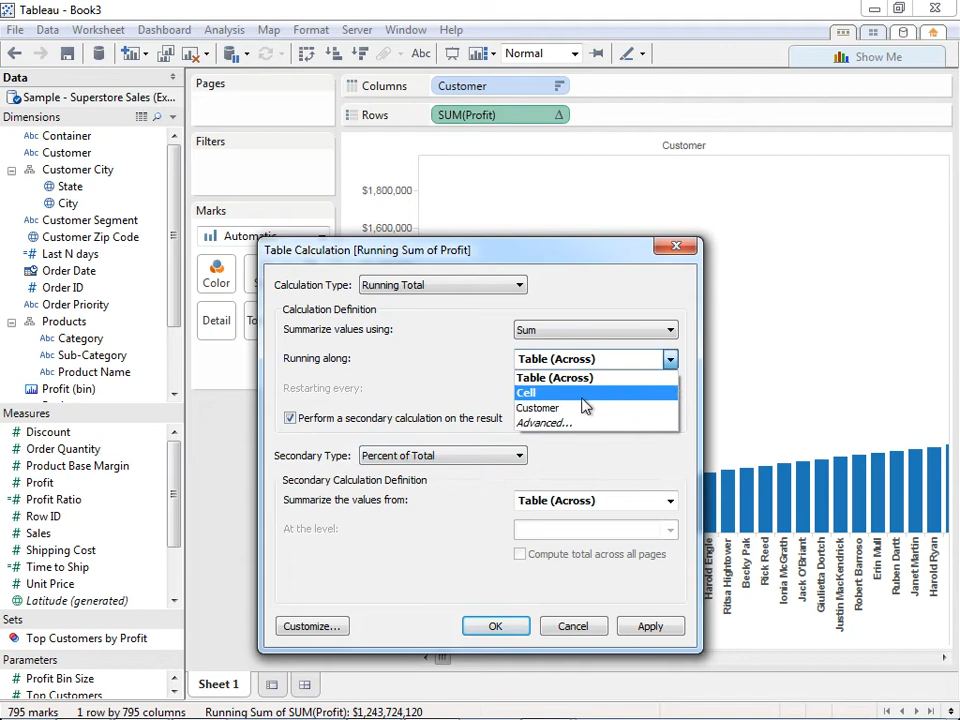 Tableau - Book3
File Data Worksheet Dashboard Analysis Map Format Server Window Help
Abc Normal Show Me
Data
Sample - Superstore Sales (Ex...
Dimensions
Abc Container
Abc Customer
Customer City
State
City
Abc Customer Segment
Customer Zip Code
# Last N days
Order Date
# Order ID
Abc Order Priority
Products
Abc Category
Abc Sub-Category
Abc Product Name
Profit (bin)
Measures
# Discount
# Order Quantity
# Product Base Margin
# Profit
=# Profit Ratio
# Row ID
# Sales
# Shipping Cost
=# Time to Ship
# Unit Price
Latitude (generated)
Sets
Top Customers by Profit
Parameters
# Profit Bin Size
# Top Customers
Pages
Filters
Marks
Automatic
Color
Detail
Columns Customer
Rows SUM(Profit) Δ
Customer
$1,800,000
$1,600,000
Table Calculation [Running Sum of Profit]
Calculation Type: Running Total
Calculation Definition
Summarize values using: Sum
Running along: Table (Across)
Table (Across)
Cell
Customer
Advanced...
Restarting every:
Perform a secondary calculation on the result
Secondary Type: Percent of Total
Secondary Calculation Definition
Summarize the values from: Table (Across)
At the level:
Compute total across all pages
Customize... OK Cancel Apply
Harold Engle
Ritsa Hightower
Becky Pak
Rick Reed
Ionia McGrath
Jack O'Briant
Giulietta Dortch
Justin MacKendrick
Robert Barroso
Erin Mull
Ruben Dartt
Janet Martin
Harold Ryan
Sheet 1
795 marks 1 row by 795 columns Running Sum of SUM(Profit): $1,243,724,120